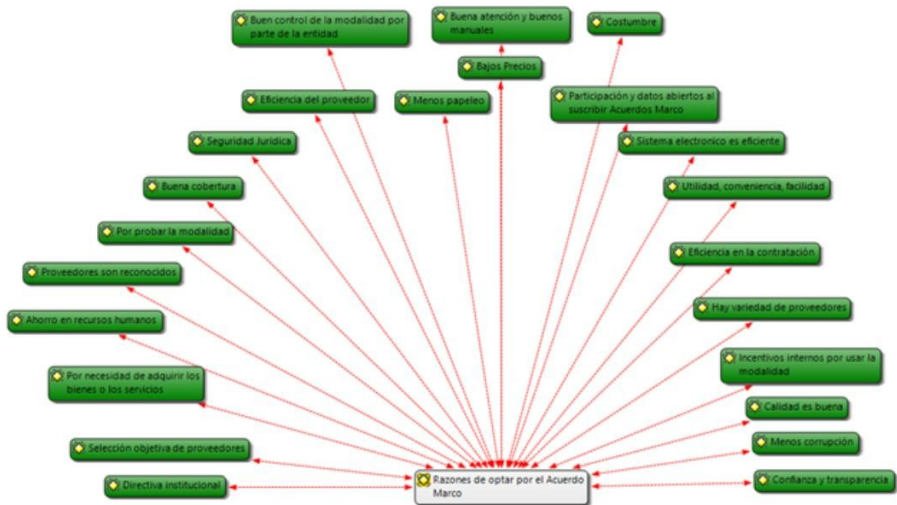 Buen control de la modalidad por
parte de la entidad
Buena atención y buenos
manuales
Costumbre
Bajos Precios
Eficiencia del proveedor
Menos papeleo
Participación y datos abiertos al
suscribir Acuerdos Marco
Seguridad Jurídica
Sistema electronico es eficiente
Buena cobertura
Utilidad, conveniencia, facilidad
Por probar la modalidad
Eficiencia en la contratación
Proveedores son reconocidos
Hay variedad de proveedores
Ahorro en recursos humanos
Incentivos internos por usar la
modalidad
Por necesidad de adquirir los
bienes o los servicios
Calidad es buena
Selección objetiva de proveedores
Menos corrupción
Directiva institucional
Razones de optar por el Acuerdo
Marco
Confianza y transparencia